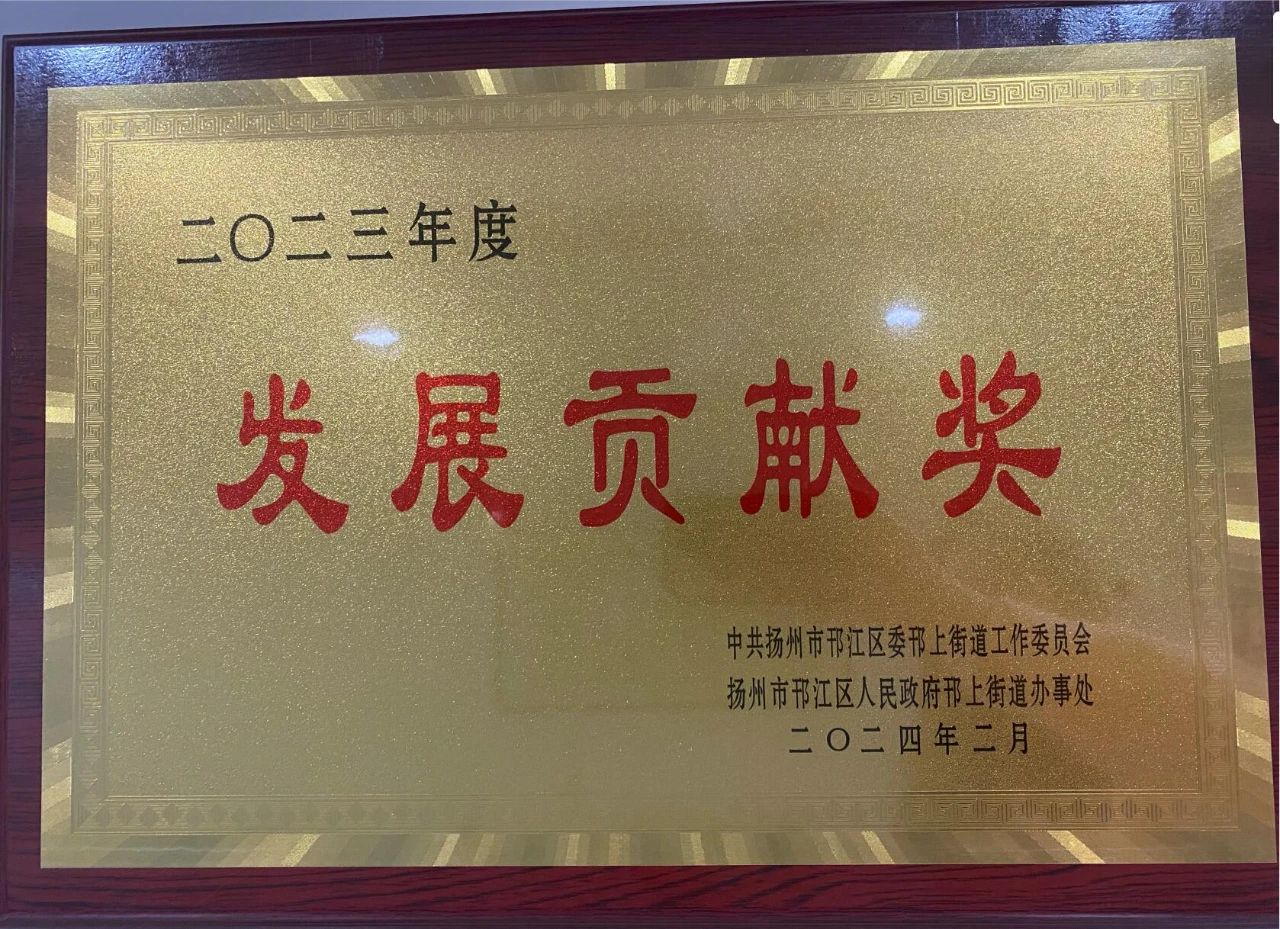 二〇二三年度
发展贡献奖
中共扬州市邗江区委邗上街道工作委员会
扬州市邗江区人民政府邗上街道办事处
二〇二四年二月